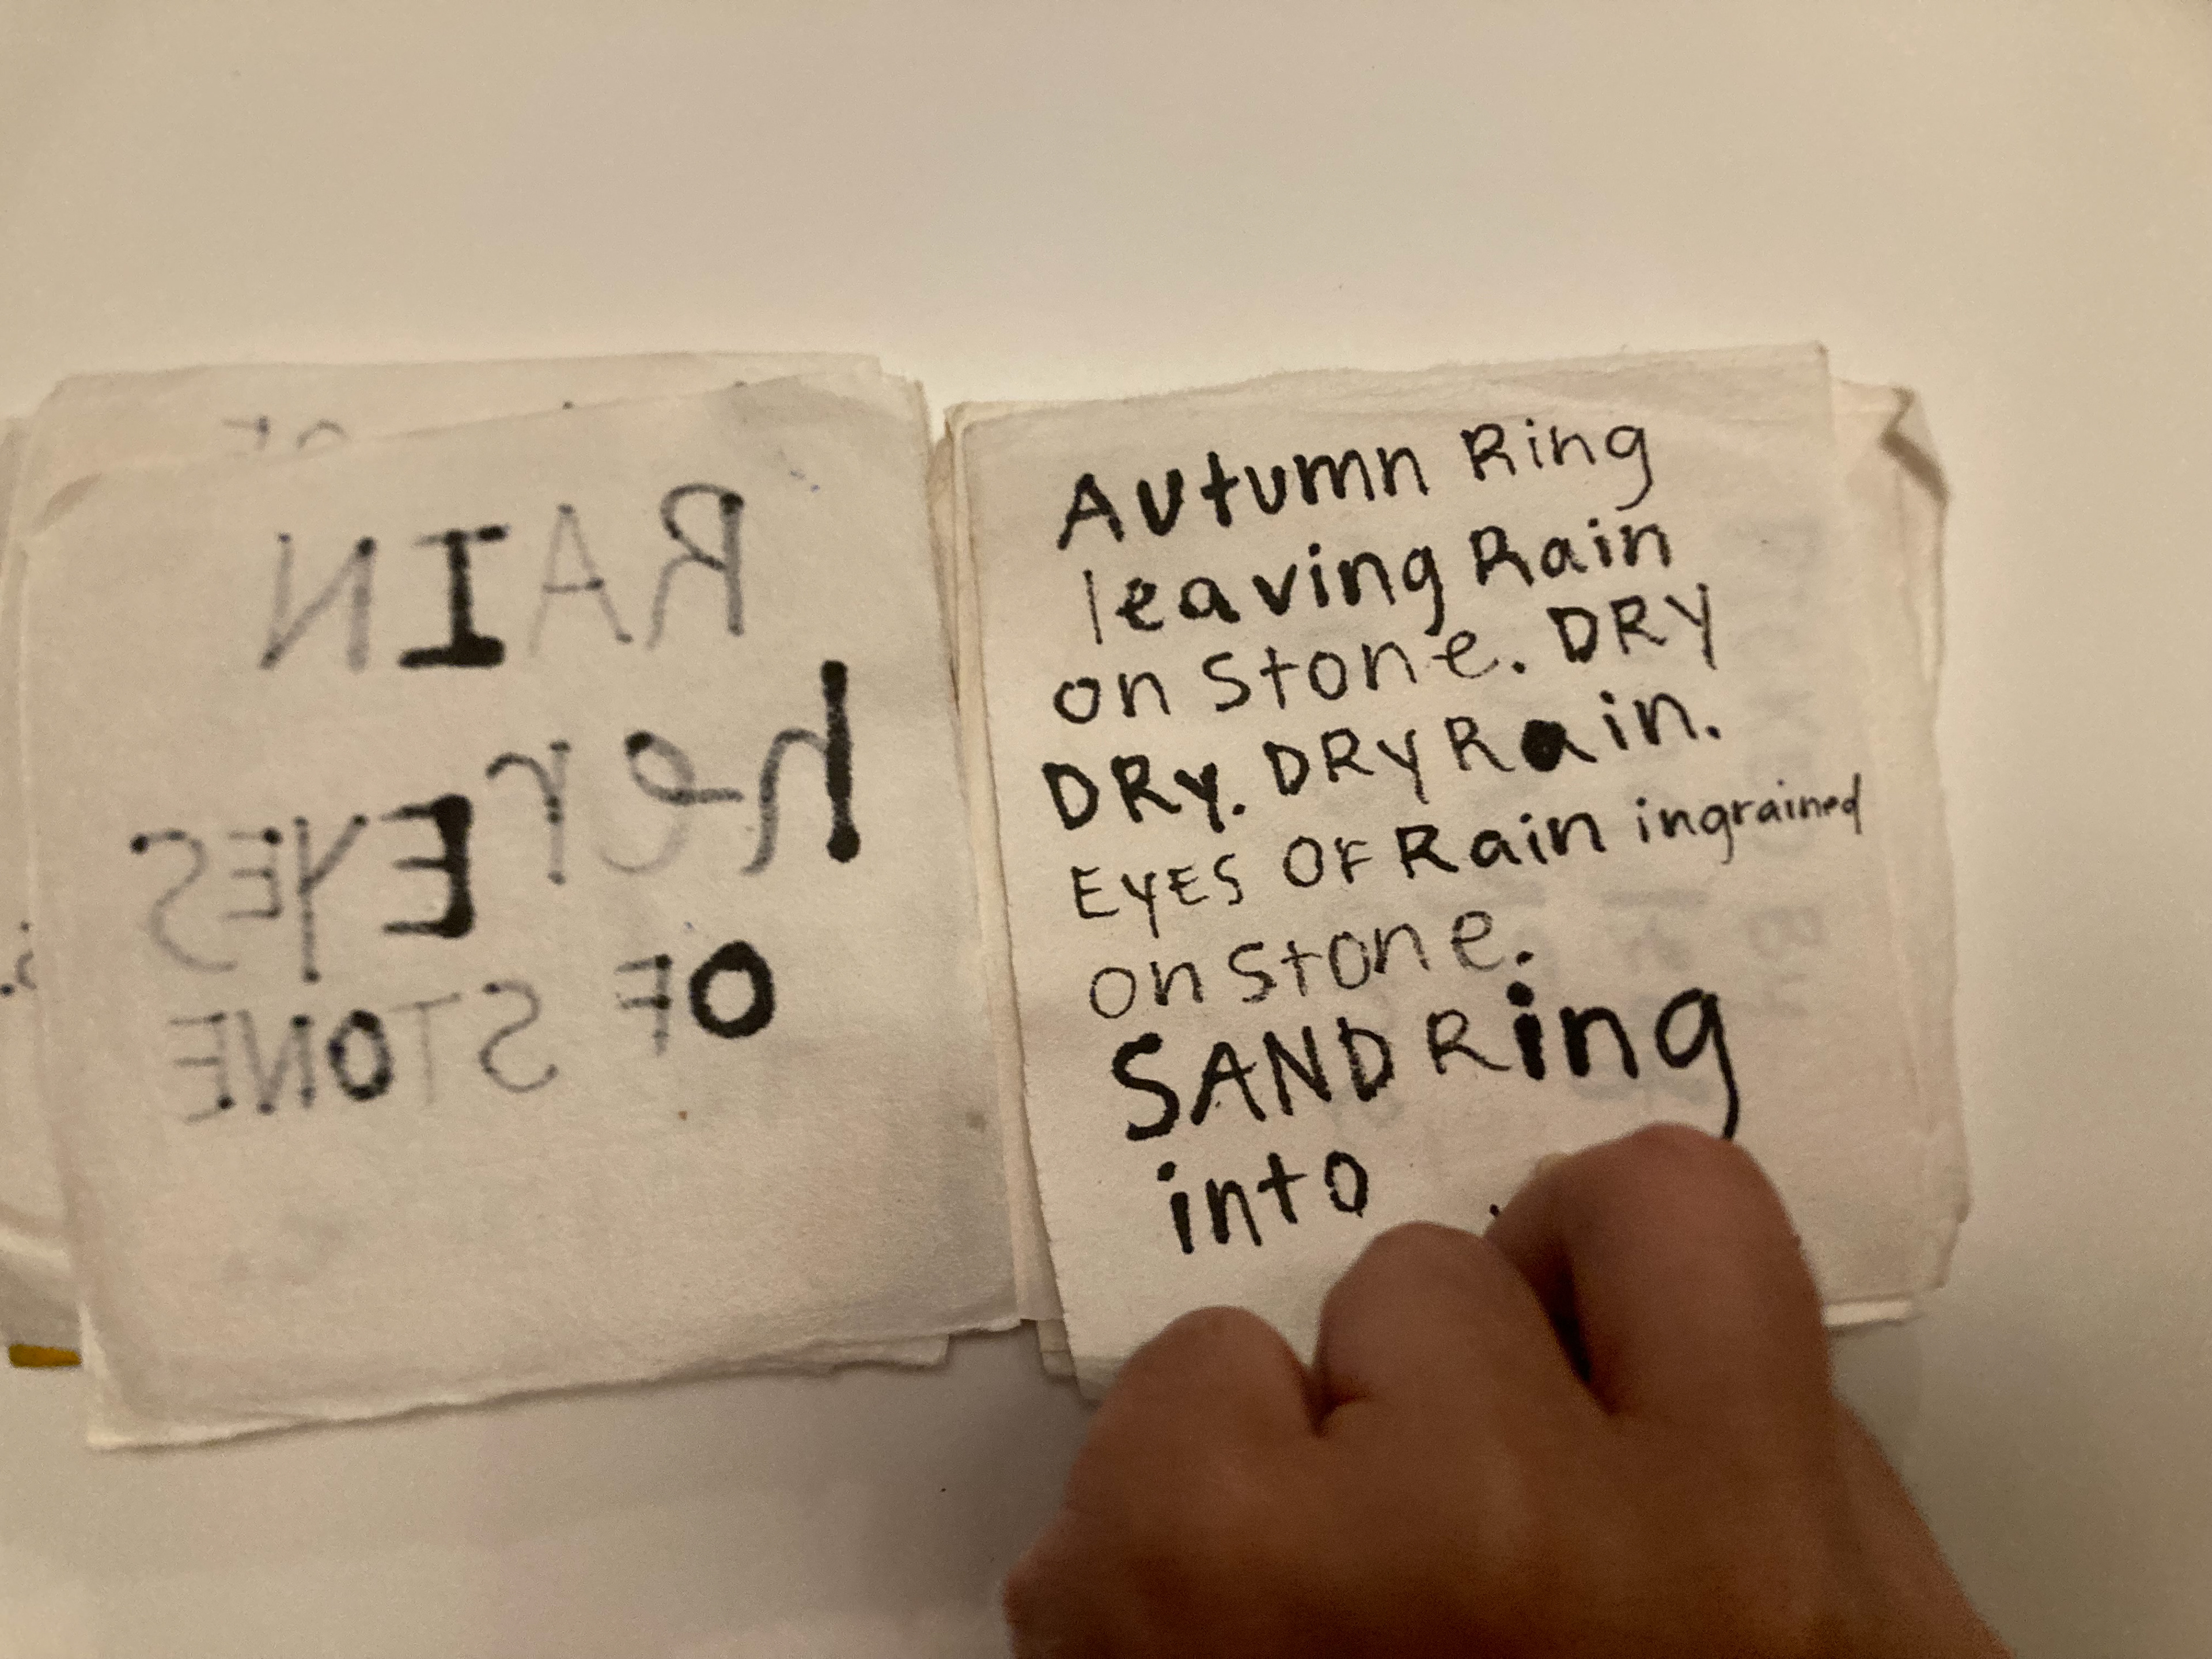 RAIN
her EYES
OF STONE
Autumn Ring
leaving Rain
on Stone. DRY
DRY. DRY Rain.
EYES OF Rain ingrained
on Stone.
SAND Ring
into